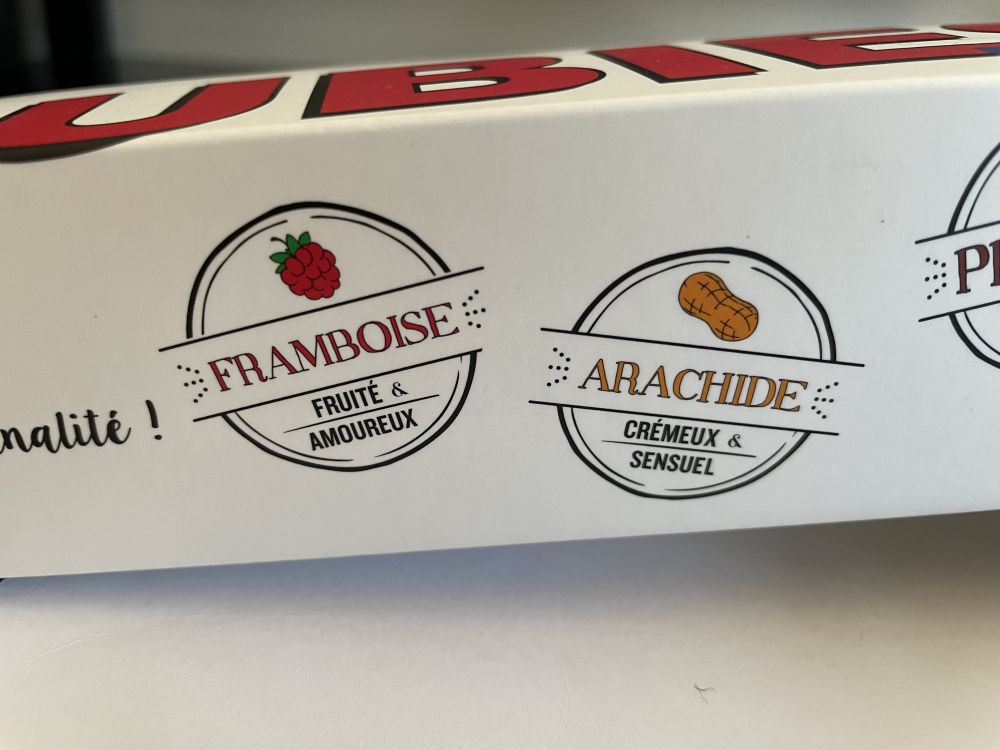 UBIES
nalité !
FRAMBOISE
FRUITÉ &
AMOUREUX
ARACHIDE
CRÉMEUX &
SENSUEL